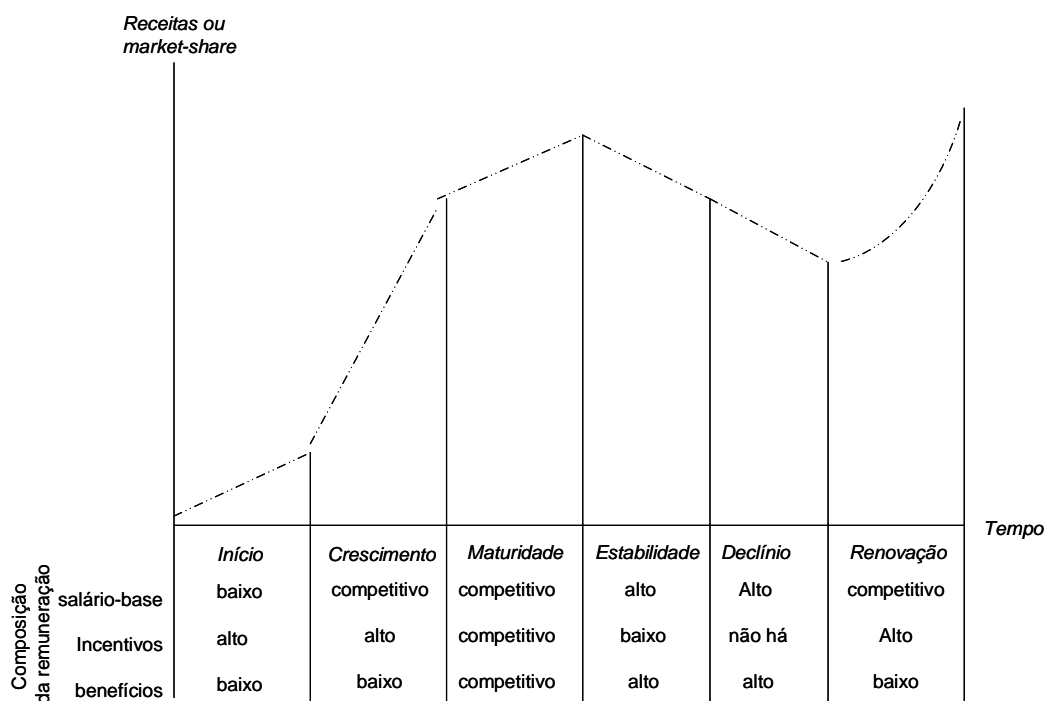 Receitas ou
market-share
Tempo
Início Crescimento Maturidade Estabilidade Declínio Renovação
Composição
da remuneração
salário-base baixo competitivo competitivo alto Alto competitivo
Incentivos alto alto competitivo baixo não há Alto
benefícios baixo baixo competitivo alto alto baixo